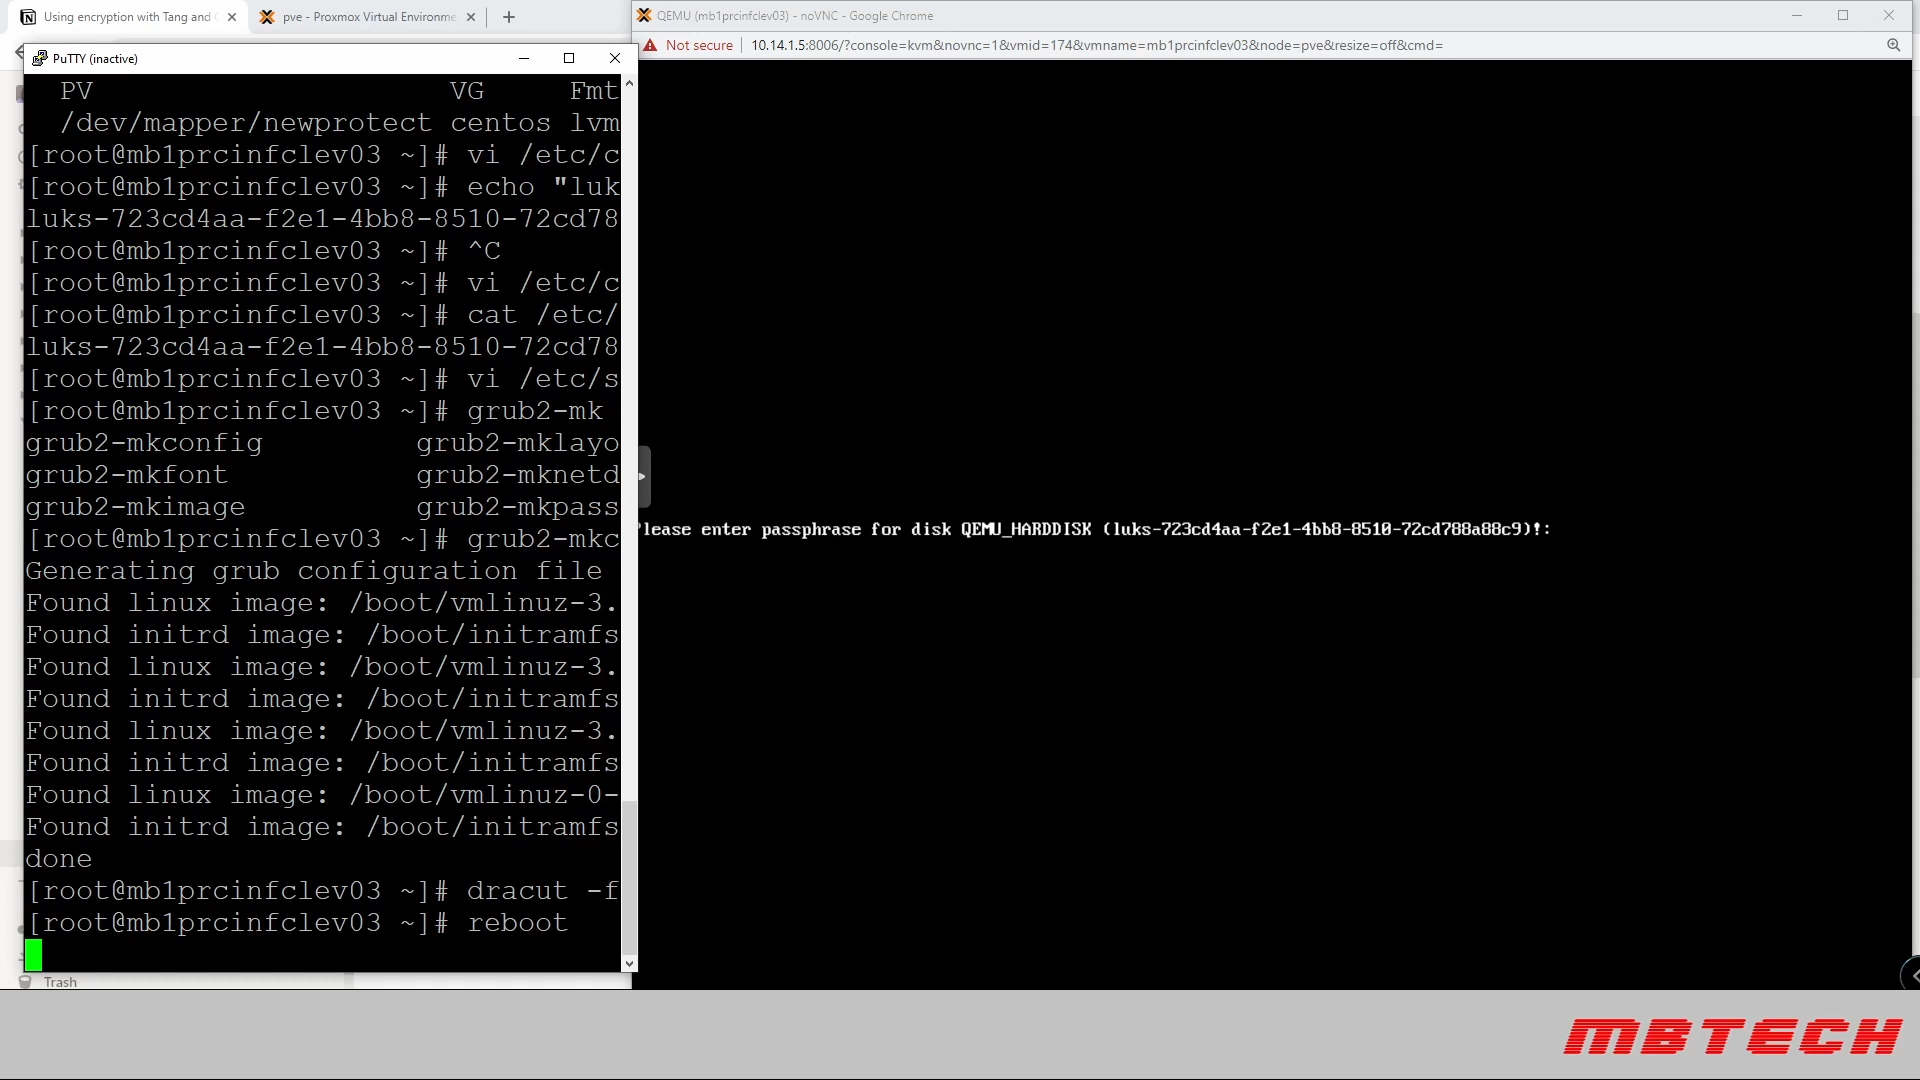 Using encryption with Tang and
pve - Proxmox Virtual Environme
QEMU (mb1prcinfclev03) - noVNC - Google Chrome
Not secure
10.14.1.5:8006/?console=kvm&novnc=1&vmid=174&vmname=mb1prcinfclev03&node=pve&resize=off&cmd=
PuTTY (inactive)
PV VG Fmt
/dev/mapper/newprotect centos lvm
[root@mb1prcinfclev03 ~]# vi /etc/c
[root@mb1prcinfclev03 ~]# echo "luk
luks-723cd4aa-f2e1-4bb8-8510-72cd78
[root@mb1prcinfclev03 ~]# ^C
[root@mb1prcinfclev03 ~]# vi /etc/c
[root@mb1prcinfclev03 ~]# cat /etc/
luks-723cd4aa-f2e1-4bb8-8510-72cd78
[root@mb1prcinfclev03 ~]# vi /etc/s
[root@mb1prcinfclev03 ~]# grub2-mk
grub2-mkconfig grub2-mklayo
grub2-mkfont grub2-mknetd
grub2-mkimage grub2-mkpass
[root@mb1prcinfclev03 ~]# grub2-mkc
Generating grub configuration file
Found linux image: /boot/vmlinuz-3.
Found initrd image: /boot/initramfs
Found linux image: /boot/vmlinuz-3.
Found initrd image: /boot/initramfs
Found linux image: /boot/vmlinuz-3.
Found initrd image: /boot/initramfs
Found linux image: /boot/vmlinuz-0-
Found initrd image: /boot/initramfs
done
[root@mb1prcinfclev03 ~]# dracut -f
[root@mb1prcinfclev03 ~]# reboot
Trash
Please enter passphrase for disk QEMU_HARDDISK (luks-723cd4aa-f2e1-4bb8-8510-72cd788a88c9)!:
MBTECH